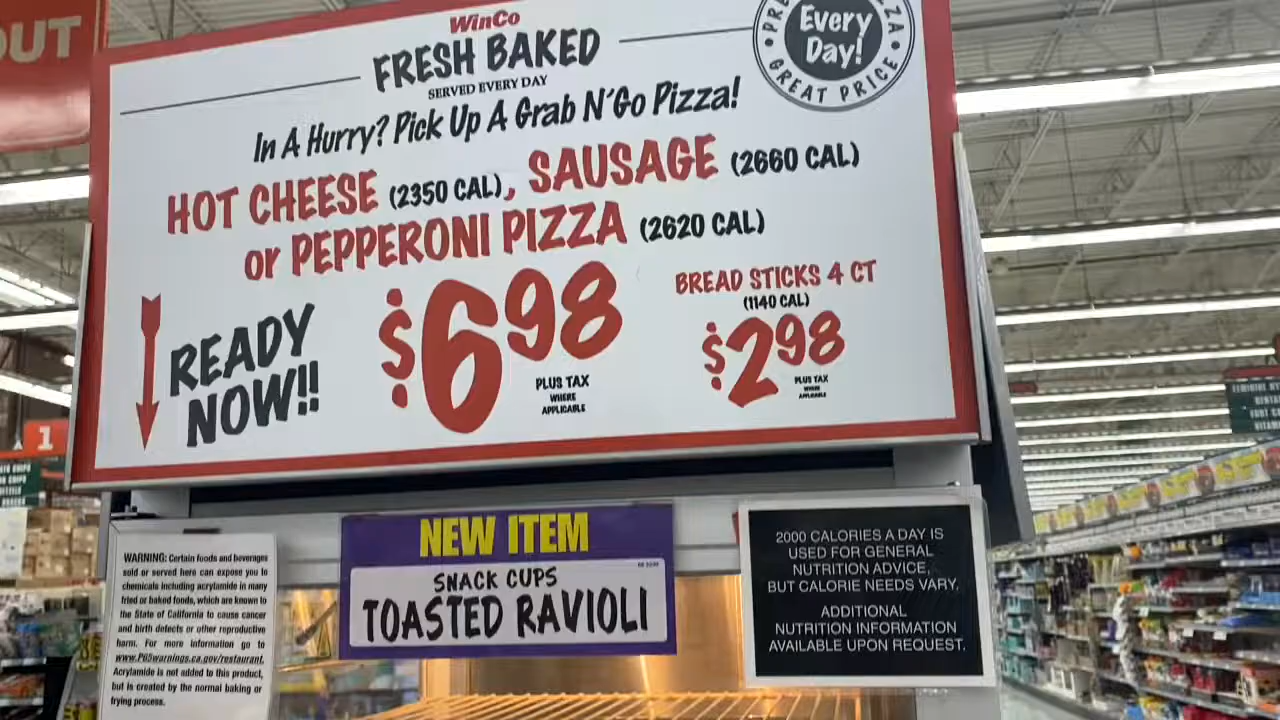 OUT
WinCo
FRESH BAKED
SERVED EVERY DAY
Every
Day!
GREAT PRICE
In A Hurry? Pick Up A Grab N'Go Pizza!
HOT CHEESE (2350 CAL), SAUSAGE (2660 CAL)
or PEPPERONI PIZZA (2620 CAL)
READY
NOW!!
$6.98
PLUS TAX
WHERE
APPLICABLE
BREAD STICKS 4 CT
(1140 CAL)
$2.98
PLUS TAX
WHERE
APPLICABLE
1
WARNING: Certain foods and beverages
sold or served here can expose you to
chemicals including acrylamide in many
fried or baked foods, which are known to
the State of California to cause cancer
and birth defects or other reproductive
harm. For more information go to
www.P65warnings.ca.gov/restaurant.
Acrylamide is not added to this product,
but is created by the normal baking or
frying process.
NEW ITEM
SNACK CUPS
TOASTED RAVIOLI
2000 CALORIES A DAY IS
USED FOR GENERAL
NUTRITION ADVICE,
BUT CALORIE NEEDS VARY.
ADDITIONAL
NUTRITION INFORMATION
AVAILABLE UPON REQUEST.